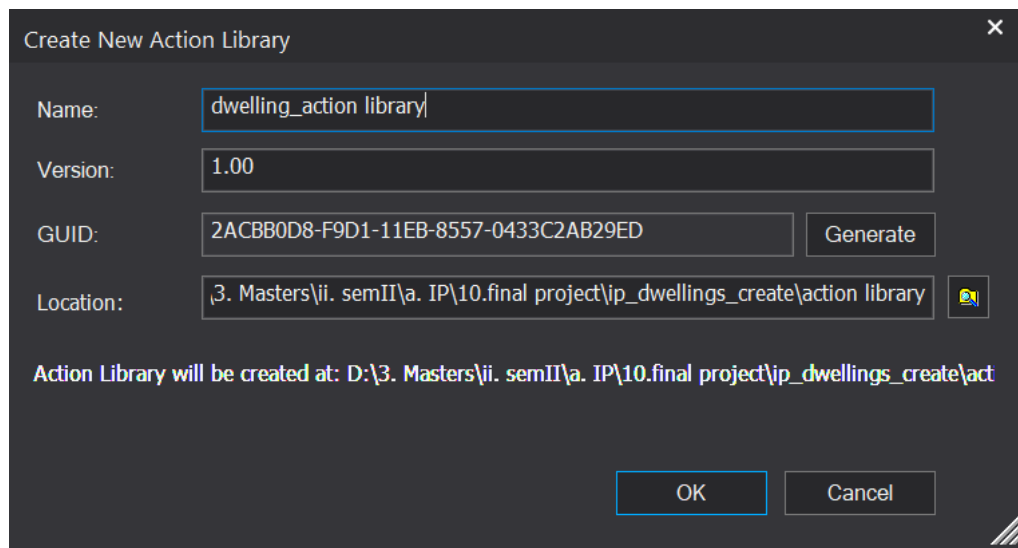 Create New Action Library
Name: dwelling_action library
Version: 1.00
GUID: 2ACBB0D8-F9D1-11EB-8557-0433C2AB29ED Generate
Location: \3. Masters\ii. semII\a. IP\10.final project\ip_dwellings_create\action library
Action Library will be created at: D:\3. Masters\ii. semII\a. IP\10.final project\ip_dwellings_create\act
OK Cancel